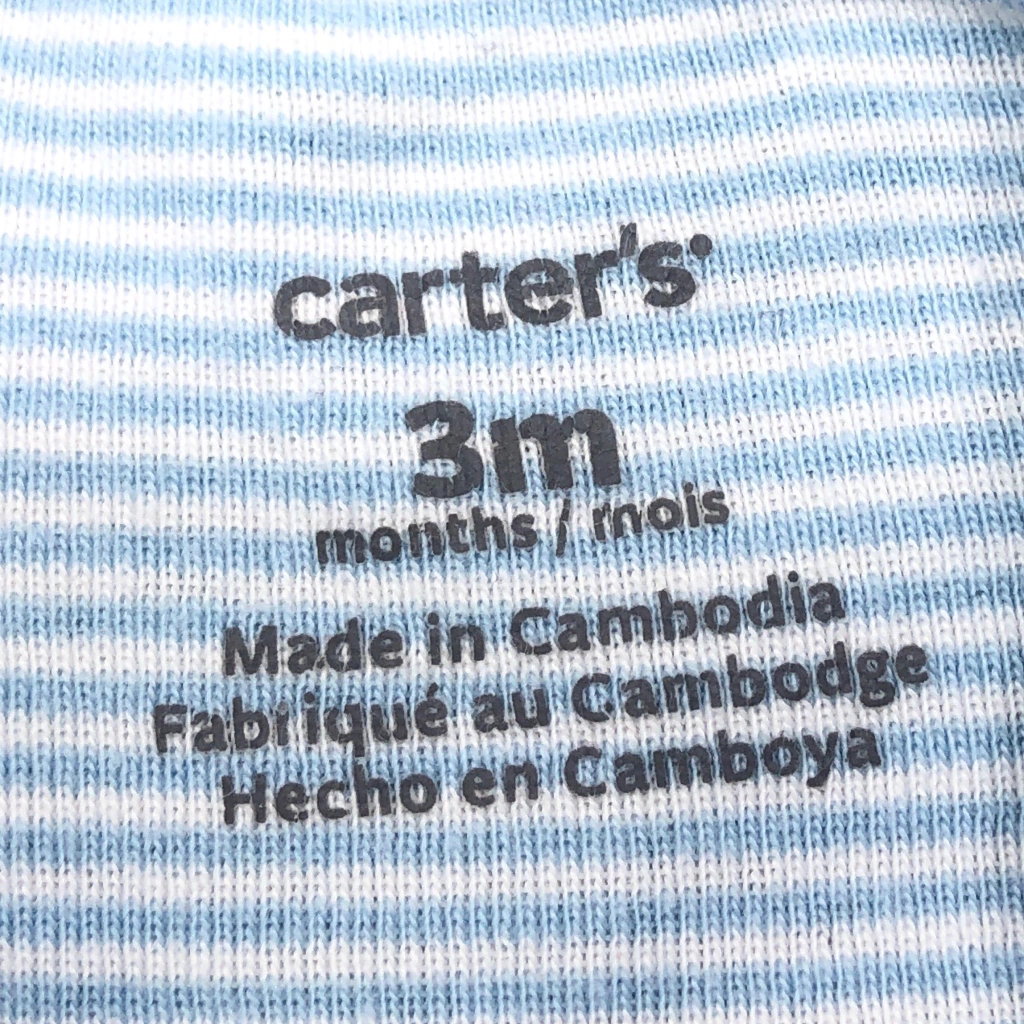 carter's
3m
months / mois
Made in Cambodia
Fabriqué au Cambodge
Hecho en Camboya